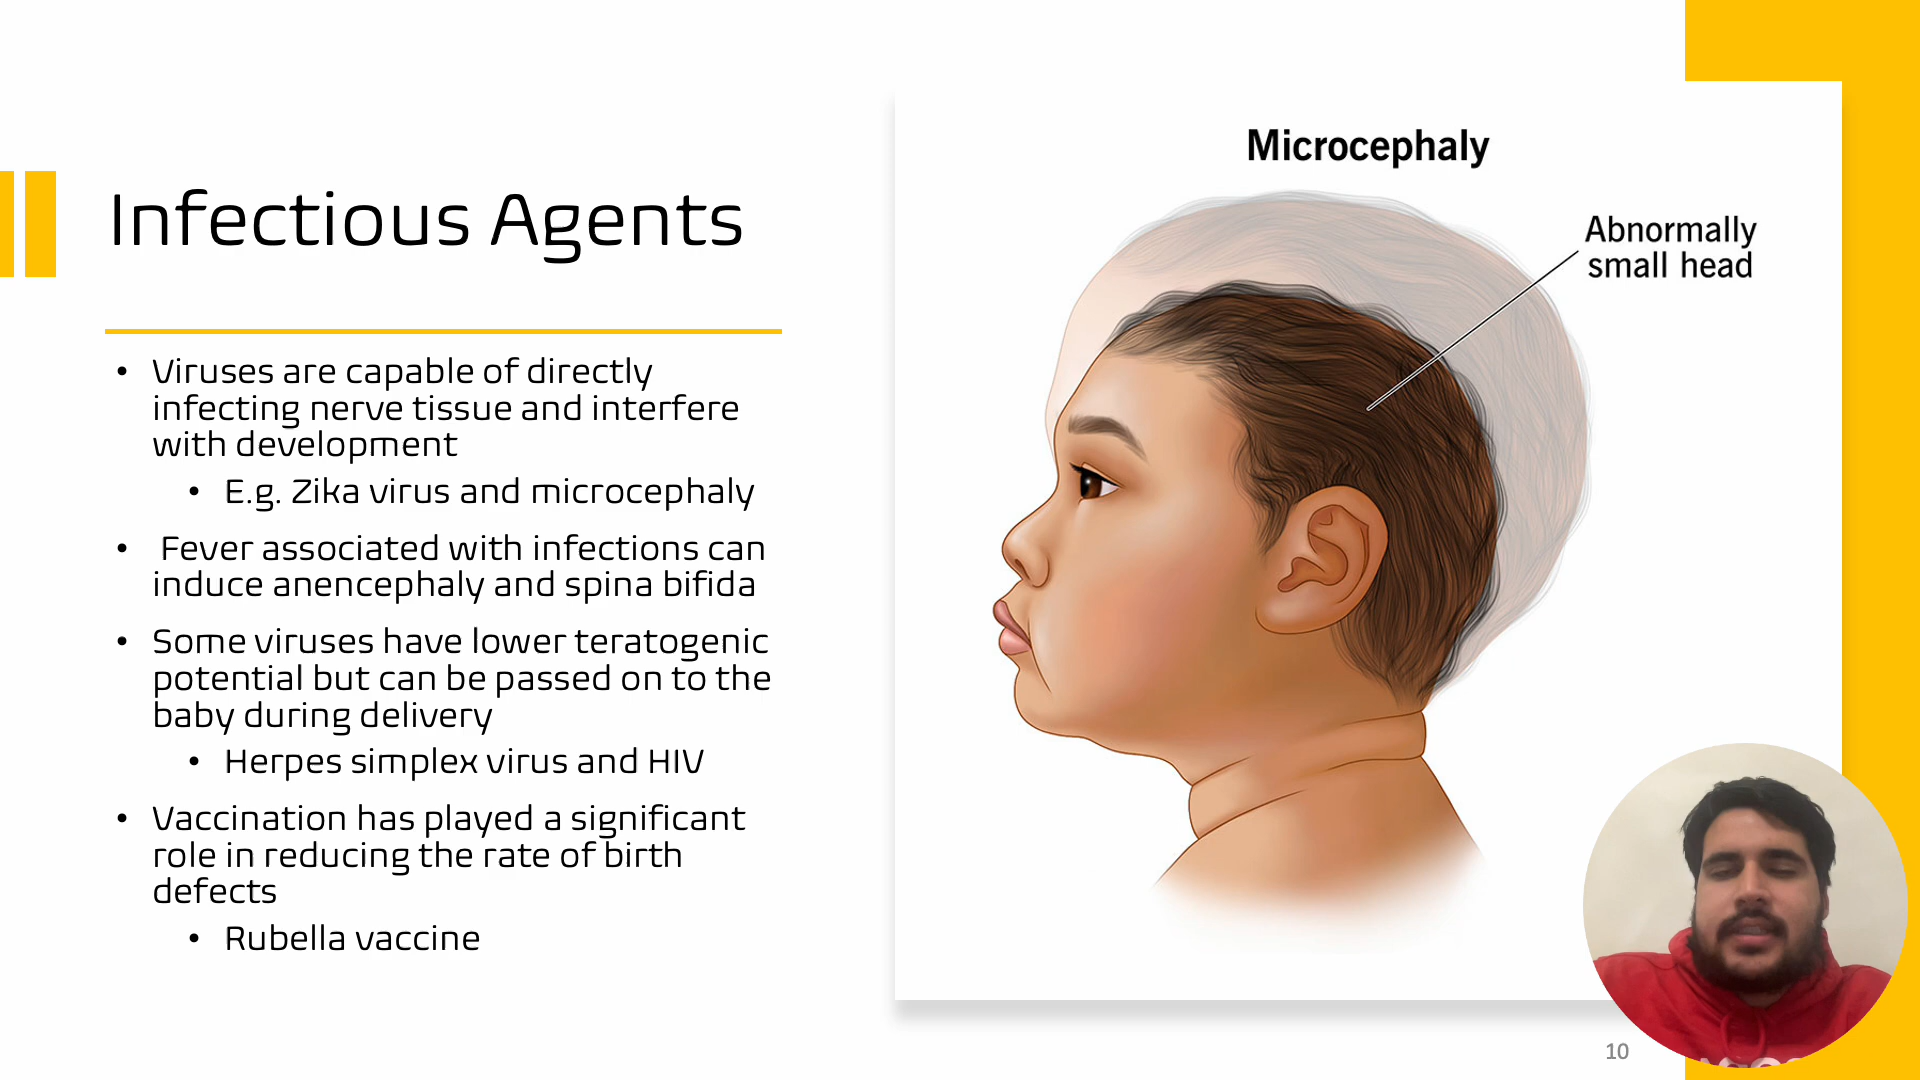 Infectious Agents
• Viruses are capable of directly
infecting nerve tissue and interfere
with development
• E.g. Zika virus and microcephaly
• Fever associated with infections can
induce anencephaly and spina bifida
• Some viruses have lower teratogenic
potential but can be passed on to the
baby during delivery
• Herpes simplex virus and HIV
• Vaccination has played a significant
role in reducing the rate of birth
defects
• Rubella vaccine
Microcephaly
Abnormally
small head
10